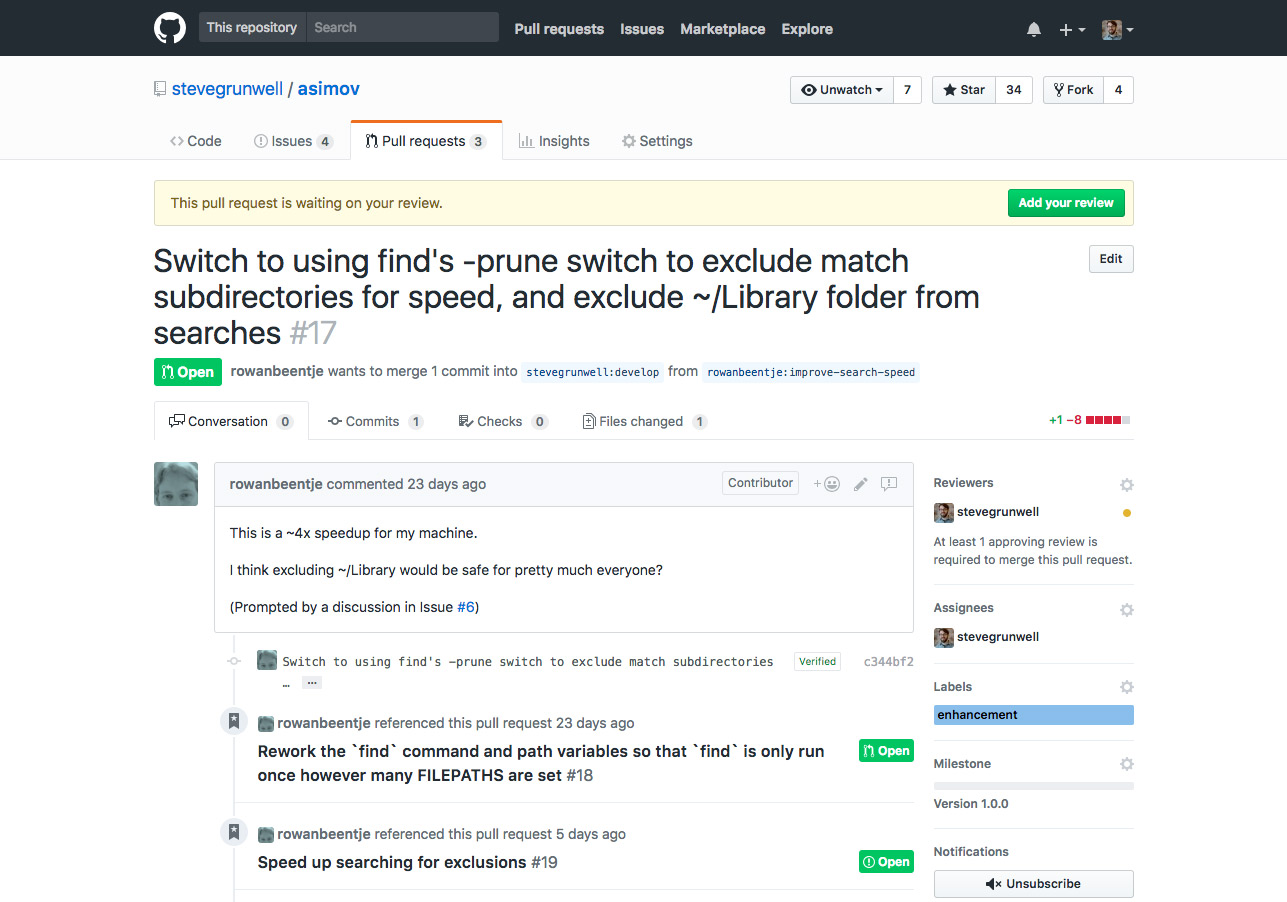 This repository Search Pull requests Issues Marketplace Explore
stevegrunwell / asimov Unwatch 7 Star 34 Fork 4
Code Issues 4 Pull requests 3 Insights Settings
This pull request is waiting on your review. Add your review
Switch to using find's -prune switch to exclude match Edit
subdirectories for speed, and exclude ~/Library folder from
searches #17
Open rowanbeentje wants to merge 1 commit into stevegrunwell:develop from rowanbeentje:improve-search-speed
Conversation 0 Commits 1 Checks 0 Files changed 1 +1 −8
rowanbeentje commented 23 days ago Contributor
This is a ~4x speedup for my machine.
I think excluding ~/Library would be safe for pretty much everyone?
(Prompted by a discussion in Issue #6)
Switch to using find's -prune switch to exclude match subdirectories Verified c344bf2
… …
rowanbeentje referenced this pull request 23 days ago
Rework the `find` command and path variables so that `find` is only run Open
once however many FILEPATHS are set #18
rowanbeentje referenced this pull request 5 days ago
Speed up searching for exclusions #19 Open
Reviewers
stevegrunwell
At least 1 approving review is
required to merge this pull request.
Assignees
stevegrunwell
Labels
enhancement
Milestone
Version 1.0.0
Notifications
Unsubscribe